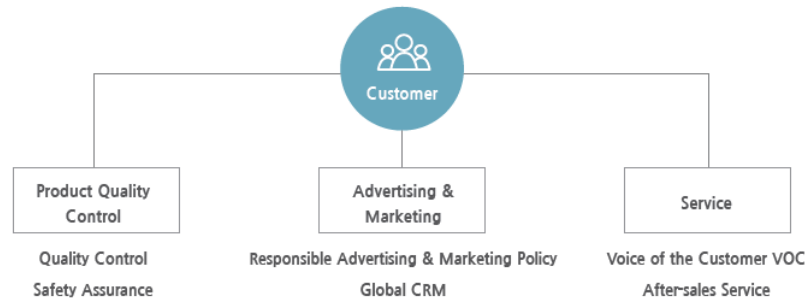 Customer
Product Quality
Control
Advertising &
Marketing
Service
Quality Control
Safety Assurance
Responsible Advertising & Marketing Policy
Global CRM
Voice of the Customer VOC
After-sales Service